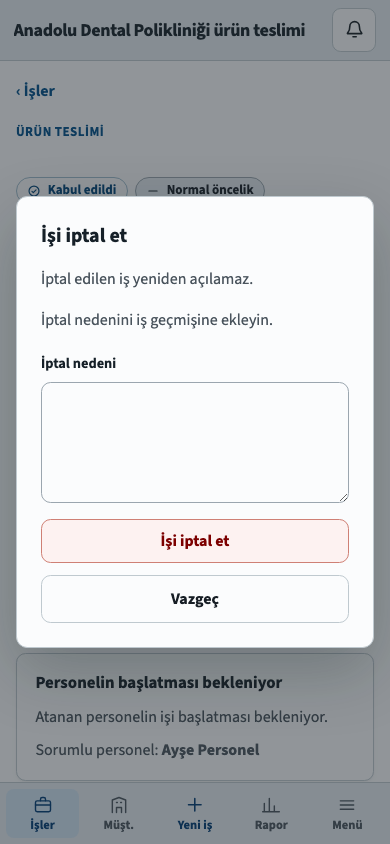 Anadolu Dental Polikliniği ürün teslimi
‹ İşler
ÜRÜN TESLİMİ
Kabul edildi
Normal öncelik
İşi iptal et
İptal edilen iş yeniden açılamaz.
İptal nedenini iş geçmişine ekleyin.
İptal nedeni
İşi iptal et
Vazgeç
Personelin başlatması bekleniyor
Atanan personelin işi başlatması bekleniyor.
Sorumlu personel: Ayşe Personel
İşler
Müşt.
Yeni iş
Rapor
Menü